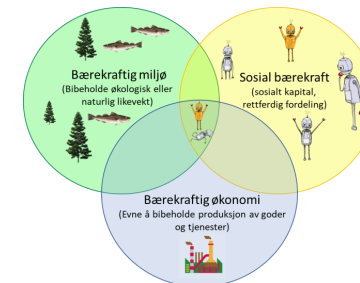 Bærekraftig miljø
(Bibeholde økologisk eller
naturlig likevekt)
Sosial bærekraft
(sosialt kapital,
rettferdig fordeling)
Bærekraftig økonomi
(Evne å bibeholde produksjon av goder
og tjenester)